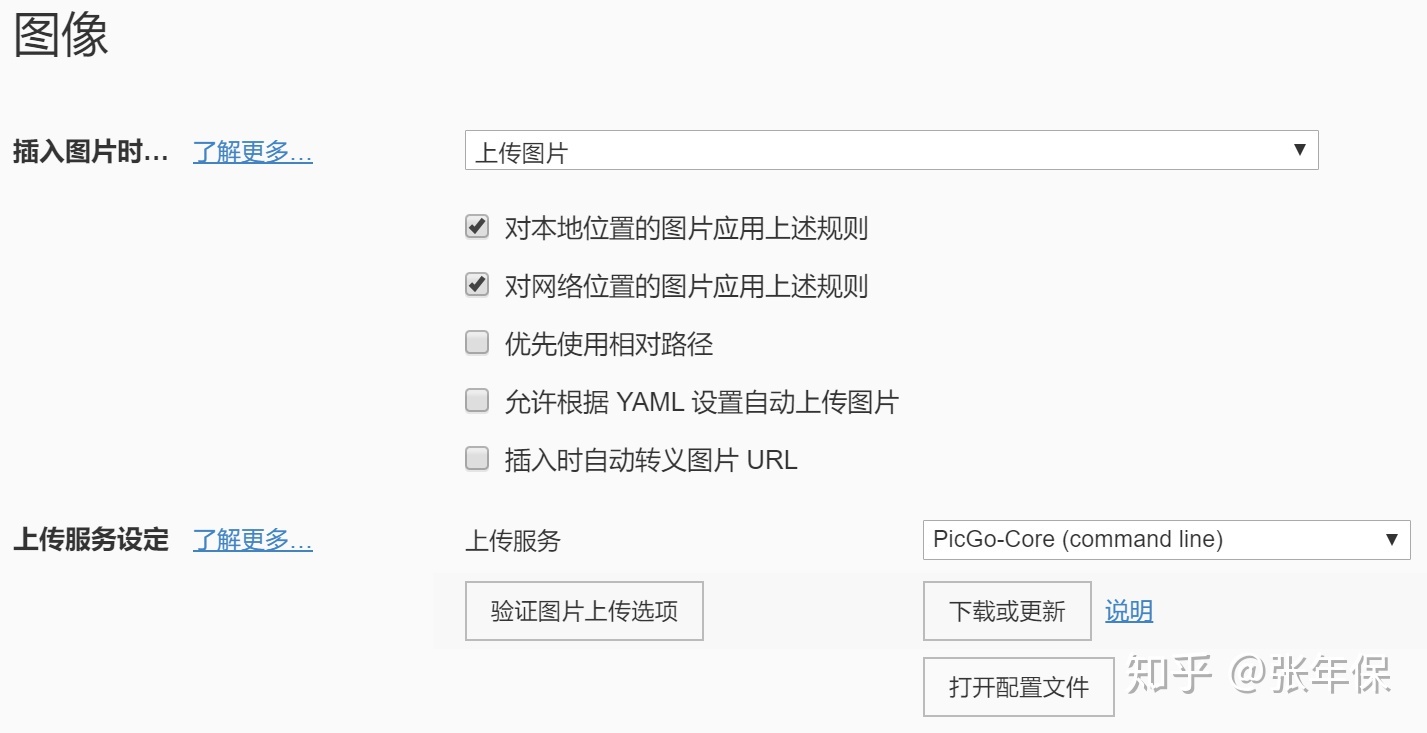 图像
插入图片时... 了解更多... 上传图片
对本地位置的图片应用上述规则
对网络位置的图片应用上述规则
优先使用相对路径
允许根据 YAML 设置自动上传图片
插入时自动转义图片 URL
上传服务设定 了解更多... 上传服务 PicGo-Core (command line)
验证图片上传选项 下载或更新 说明
打开配置文件
知乎 @张年保